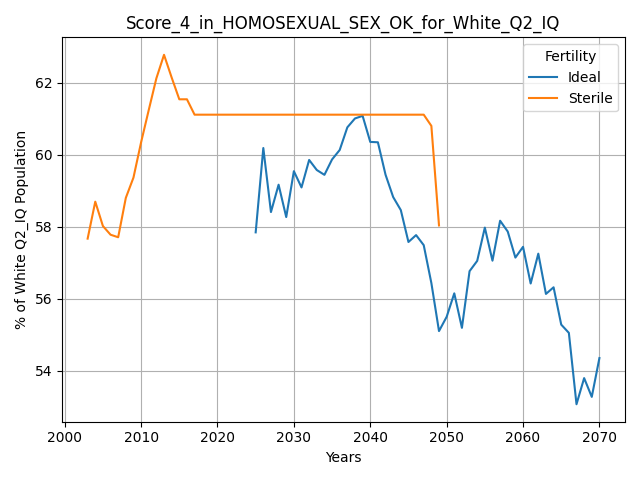 Score_4_in_HOMOSEXUAL_SEX_OK_for_White_Q2_IQ
Fertility
Ideal
Sterile
% of White Q2_IQ Population
62
60
58
56
54
2000 2010 2020 2030 2040 2050 2060 2070
Years